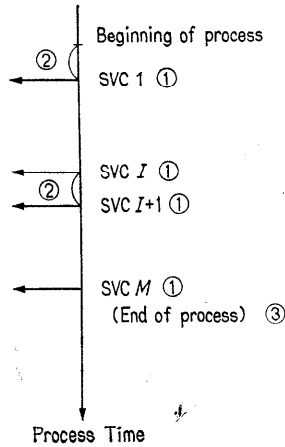 Beginning of process
②
SVC 1 ①
SVC I ①
②
SVC I+1 ①
SVC M ①
(End of process) ③
Process Time